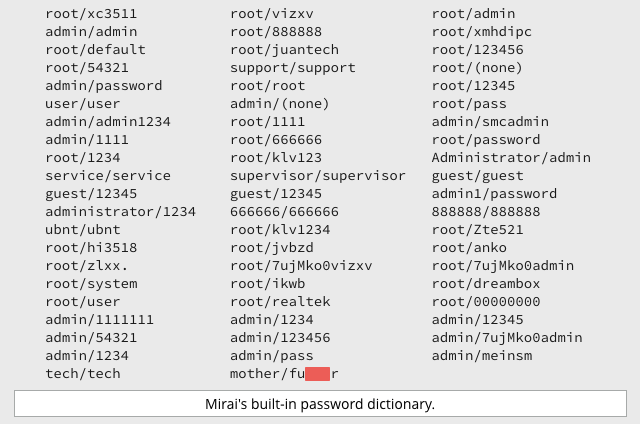 root/xc3511 root/vizxv root/admin
admin/admin root/888888 root/xmhdipc
root/default root/juantech root/123456
root/54321 support/support root/(none)
admin/password root/root root/12345
user/user admin/(none) root/pass
admin/admin1234 root/1111 admin/smcadmin
admin/1111 root/666666 root/password
root/1234 root/klv123 Administrator/admin
service/service supervisor/supervisor guest/guest
guest/12345 guest/12345 admin1/password
administrator/1234 666666/666666 888888/888888
ubnt/ubnt root/klv1234 root/Zte521
root/hi3518 root/jvbzd root/anko
root/zlxx. root/7ujMko0vizxv root/7ujMko0admin
root/system root/ikwb root/dreambox
root/user root/realtek root/00000000
admin/1111111 admin/1234 admin/12345
admin/54321 admin/123456 admin/7ujMko0admin
admin/1234 admin/pass admin/meinsm
tech/tech mother/fu r
Mirai's built-in password dictionary.